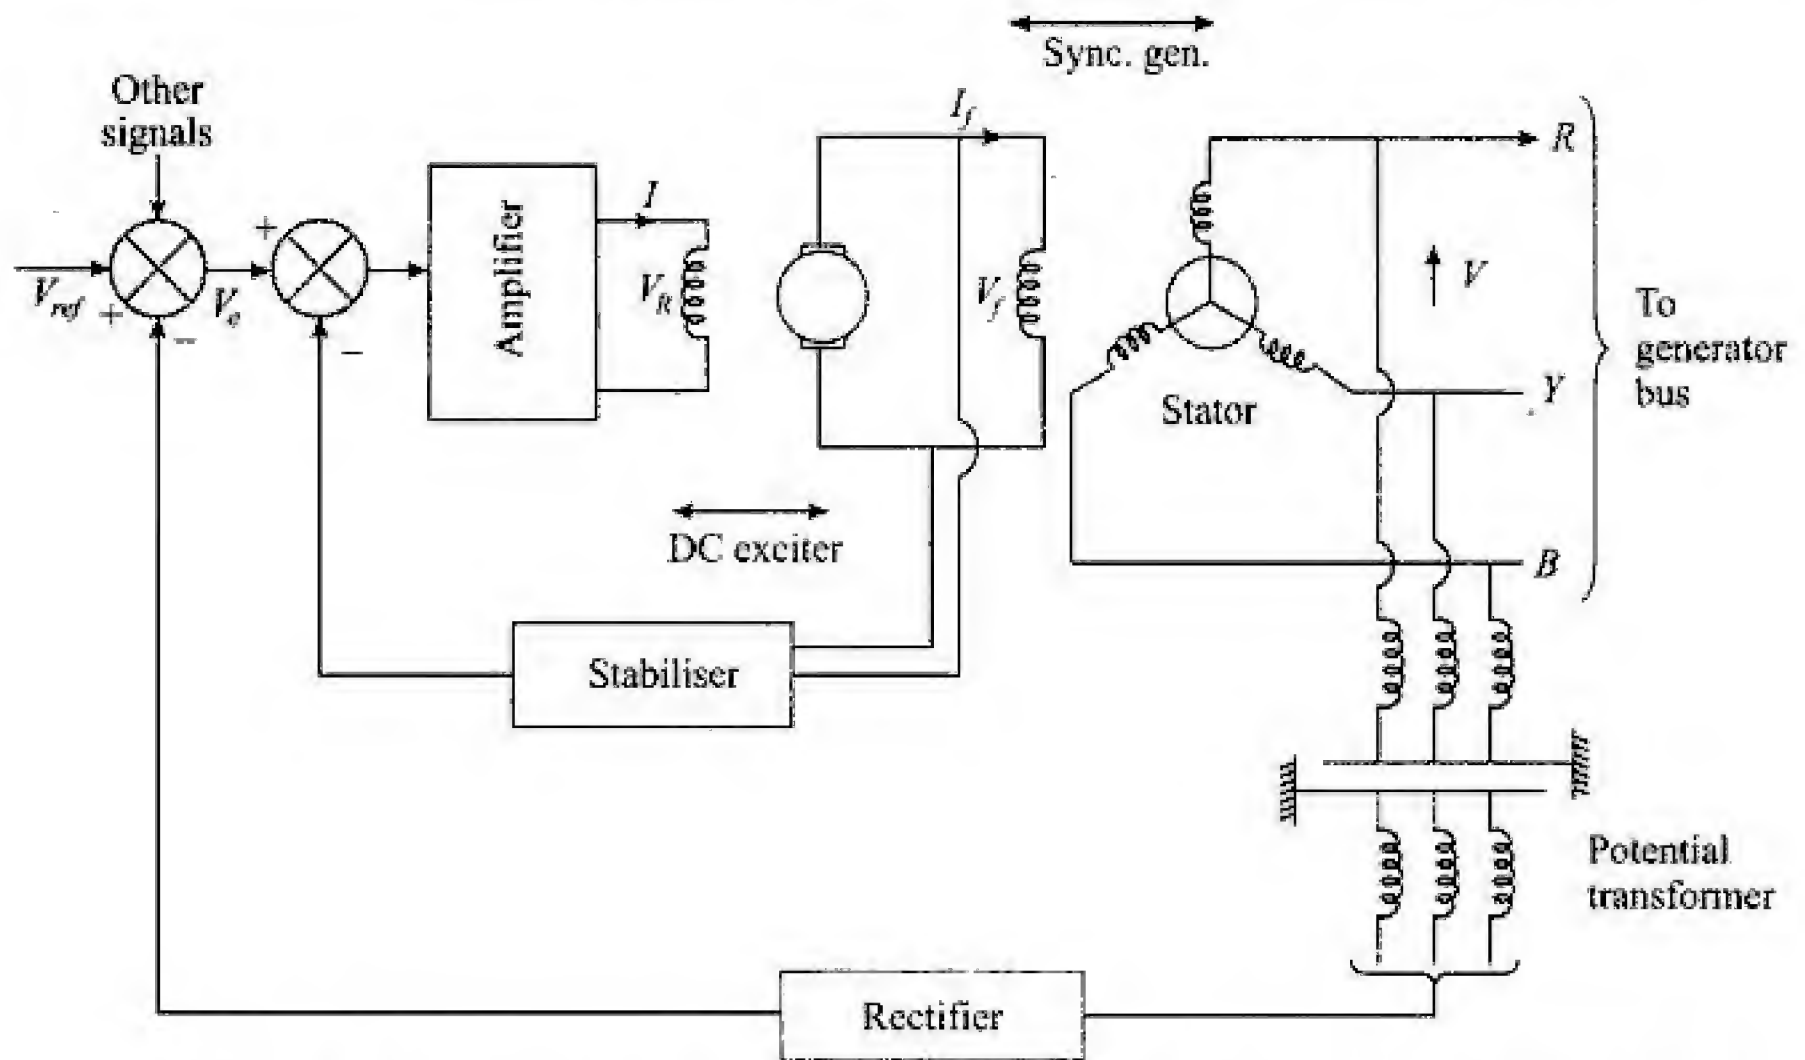 Sync. gen.
Other
signals
I_f
R
Amplifier
I
V_ref
+
−
V_e
+
−
V_R
V_f
V
Stator
Y
To
generator
bus
DC exciter
B
Stabiliser
Potential
transformer
Rectifier